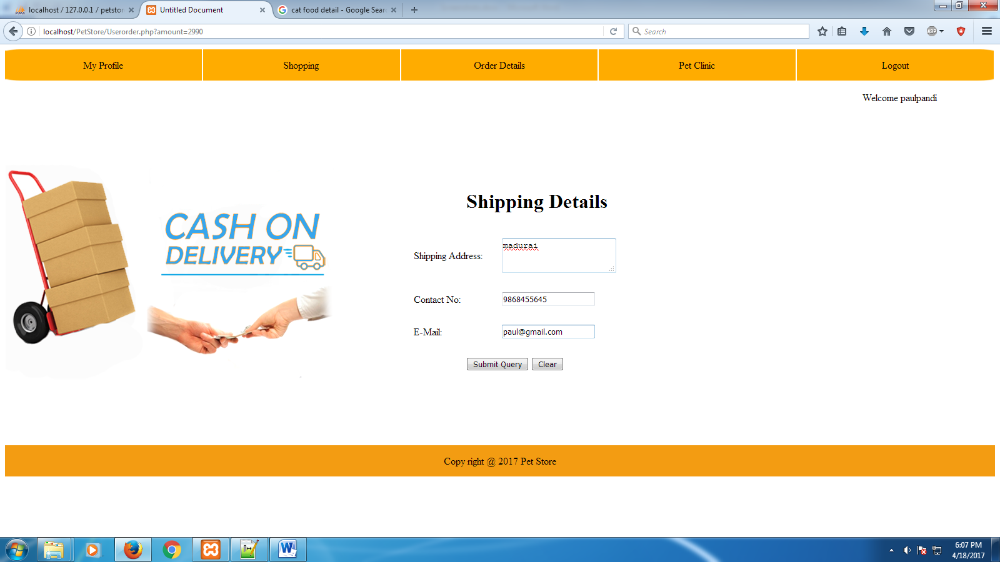 localhost / 127.0.0.1 / petstor
Untitled Document
cat food detail - Google Sear
localhost/PetStore/Userorder.php?amount=2990
Search
ABP
My Profile
Shopping
Order Details
Pet Clinic
Logout
Welcome paulpandi
CASH ON
DELIVERY
Shipping Details
Shipping Address:
madurai
Contact No:
9868455645
E-Mail:
paul@gmail.com
Submit Query
Clear
Copy right @ 2017 Pet Store
6:07 PM
4/18/2017